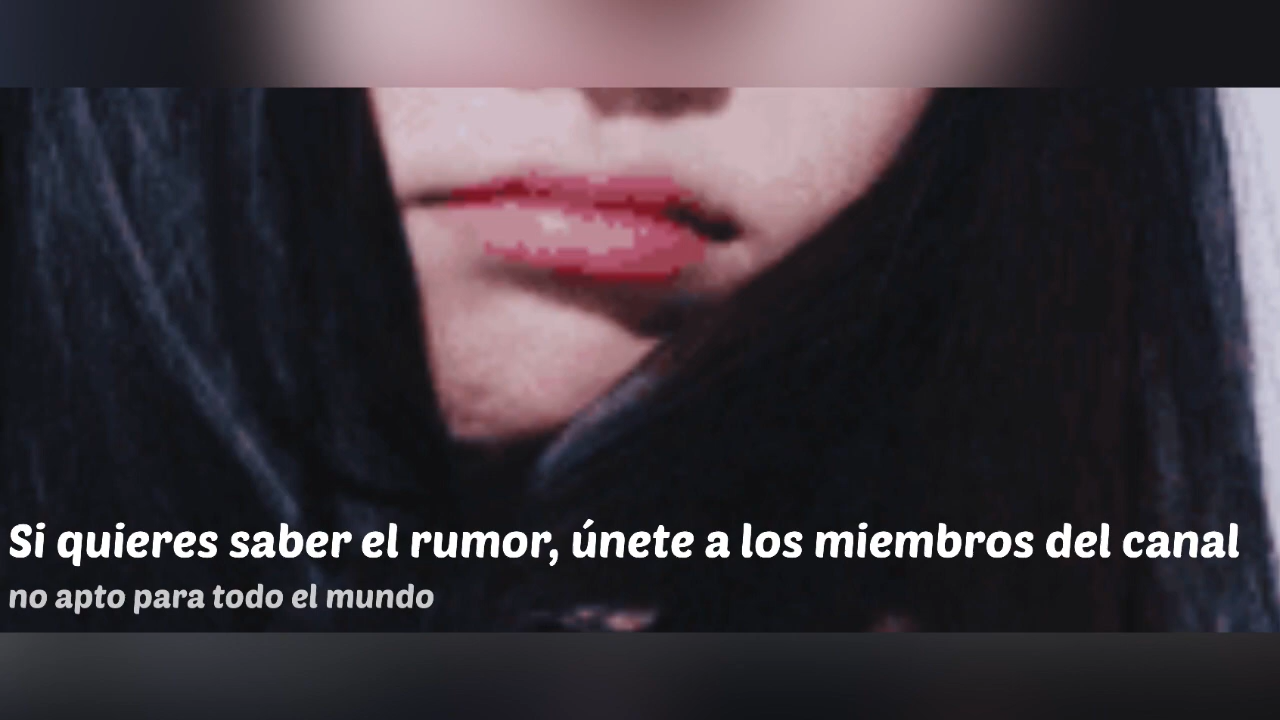 Si quieres saber el rumor, únete a los miembros del canal
no apto para todo el mundo